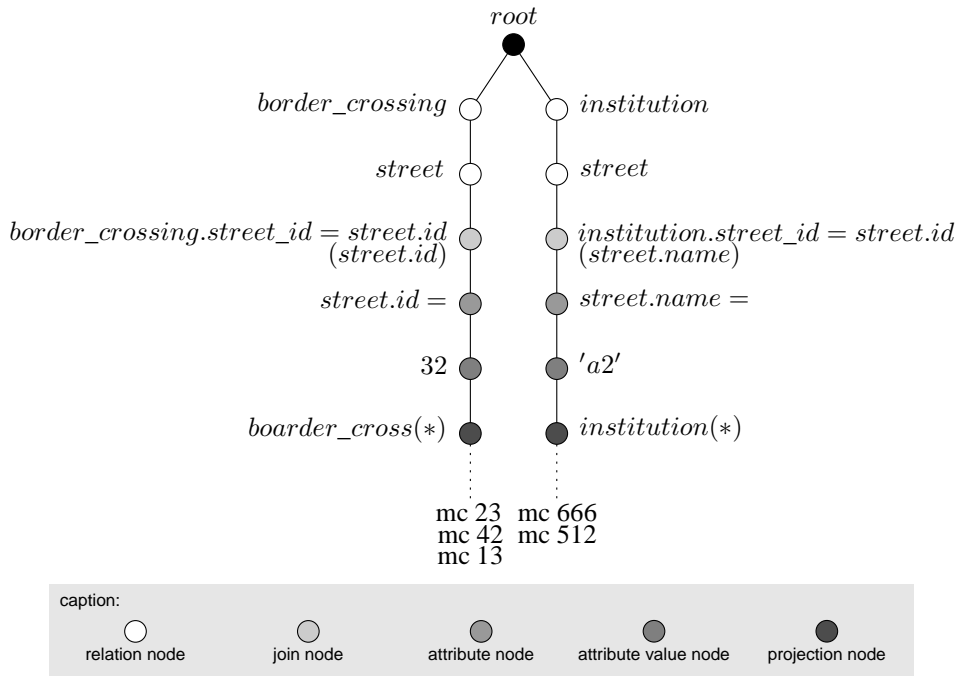 root
border_crossing institution
street street
border_crossing.street_id = street.id institution.street_id = street.id
(street.id) (street.name)
street.id = street.name =
32 'a2'
boarder_cross(*) institution(*)
mc 23 mc 666
mc 42 mc 512
mc 13
caption:
relation node join node attribute node attribute value node projection node